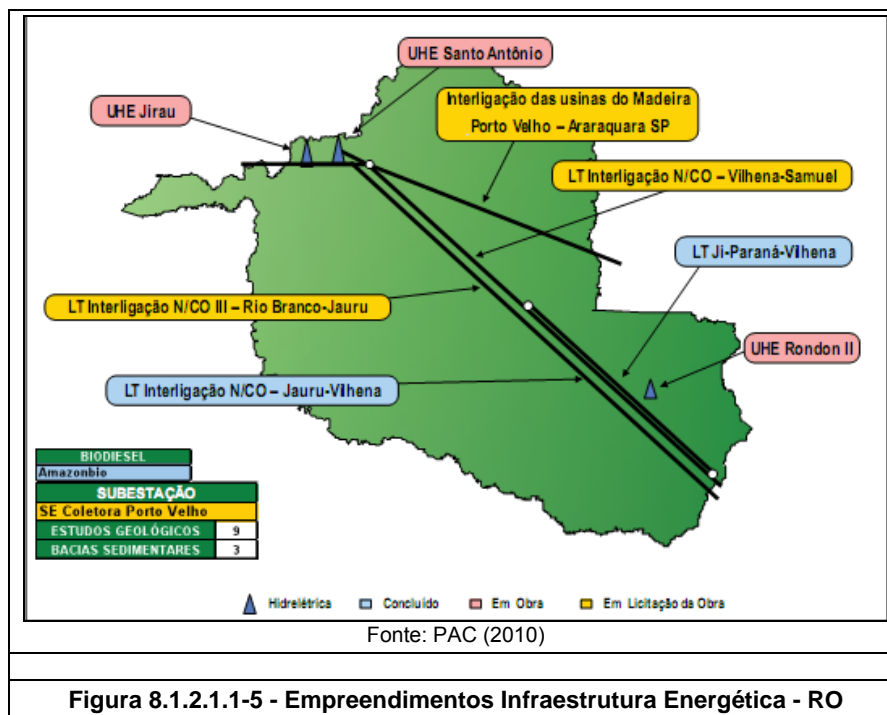 UHE Santo Antônio
UHE Jirau
Interligação das usinas do Madeira
Porto Velho – Araraquara SP
LT Interligação N/CO – Vilhena-Samuel
LT Ji-Paraná-Vilhena
LT Interligação N/CO III – Rio Branco-Jauru
UHE Rondon II
LT Interligação N/CO – Jauru-Vilhena
BIODIESEL
Amazonbio
SUBESTAÇÃO
SE Coletora Porto Velho
ESTUDOS GEOLÓGICOS 9
BACIAS SEDIMENTARES 3
Hidrelétrica Concluído Em Obra Em Licitação da Obra
Fonte: PAC (2010)
Figura 8.1.2.1.1-5 - Empreendimentos Infraestrutura Energética - RO